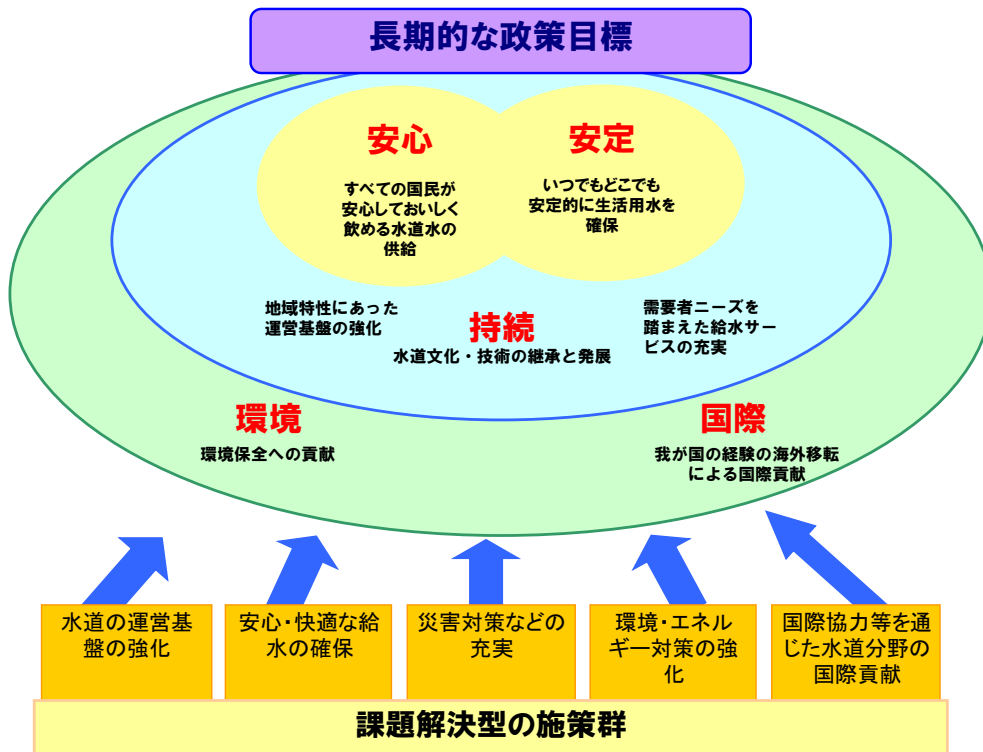 長期的な政策目標
安心
すべての国民が
安心しておいしく
飲める水道水の
供給
安定
いつでもどこでも
安定的に生活用水を
確保
地域特性にあった
運営基盤の強化
持続
水道文化・技術の継承と発展
需要者ニーズを
踏まえた給水サー
ビスの充実
環境
環境保全への貢献
国際
我が国の経験の海外移転
による国際貢献
水道の運営基
盤の強化
安心・快適な給
水の確保
災害対策などの
充実
環境・エネル
ギー対策の強
化
国際協力等を通
じた水道分野の
国際貢献
課題解決型の施策群